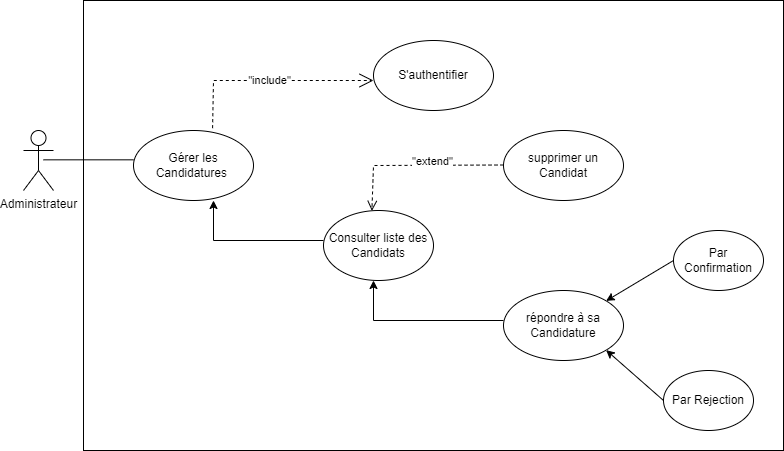 S'authentifier
"include"
Gérer les
Candidatures
"extend"
supprimer un
Candidat
Administrateur
Consulter liste des
Candidats
Par
Confirmation
répondre à sa
Candidature
Par Rejection